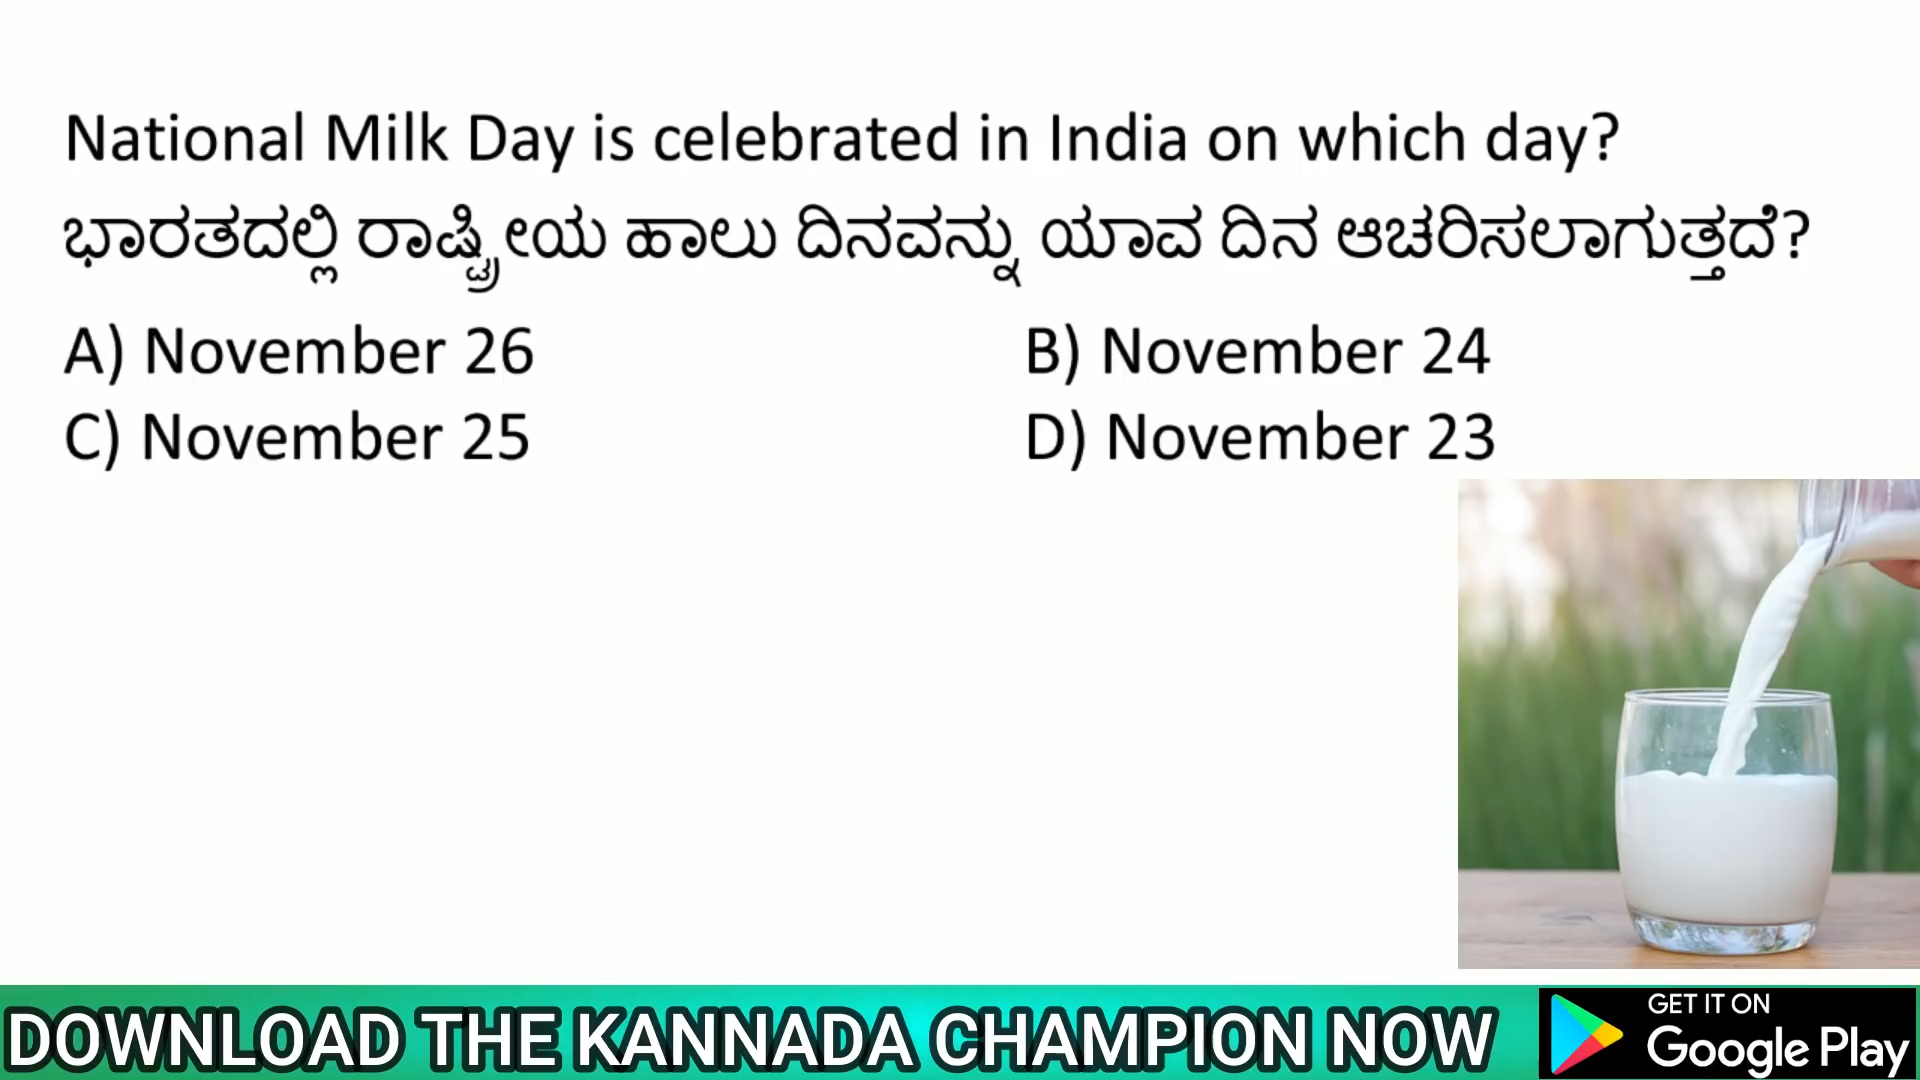 National Milk Day is celebrated in India on which day?
ಭಾರತದಲ್ಲಿ ರಾಷ್ಟ್ರೀಯ ಹಾಲು ದಿನವನ್ನು ಯಾವ ದಿನ ಆಚರಿಸಲಾಗುತ್ತದೆ?
A) November 26 B) November 24
C) November 25 D) November 23
DOWNLOAD THE KANNADA CHAMPION NOW
GET IT ON
Google Play